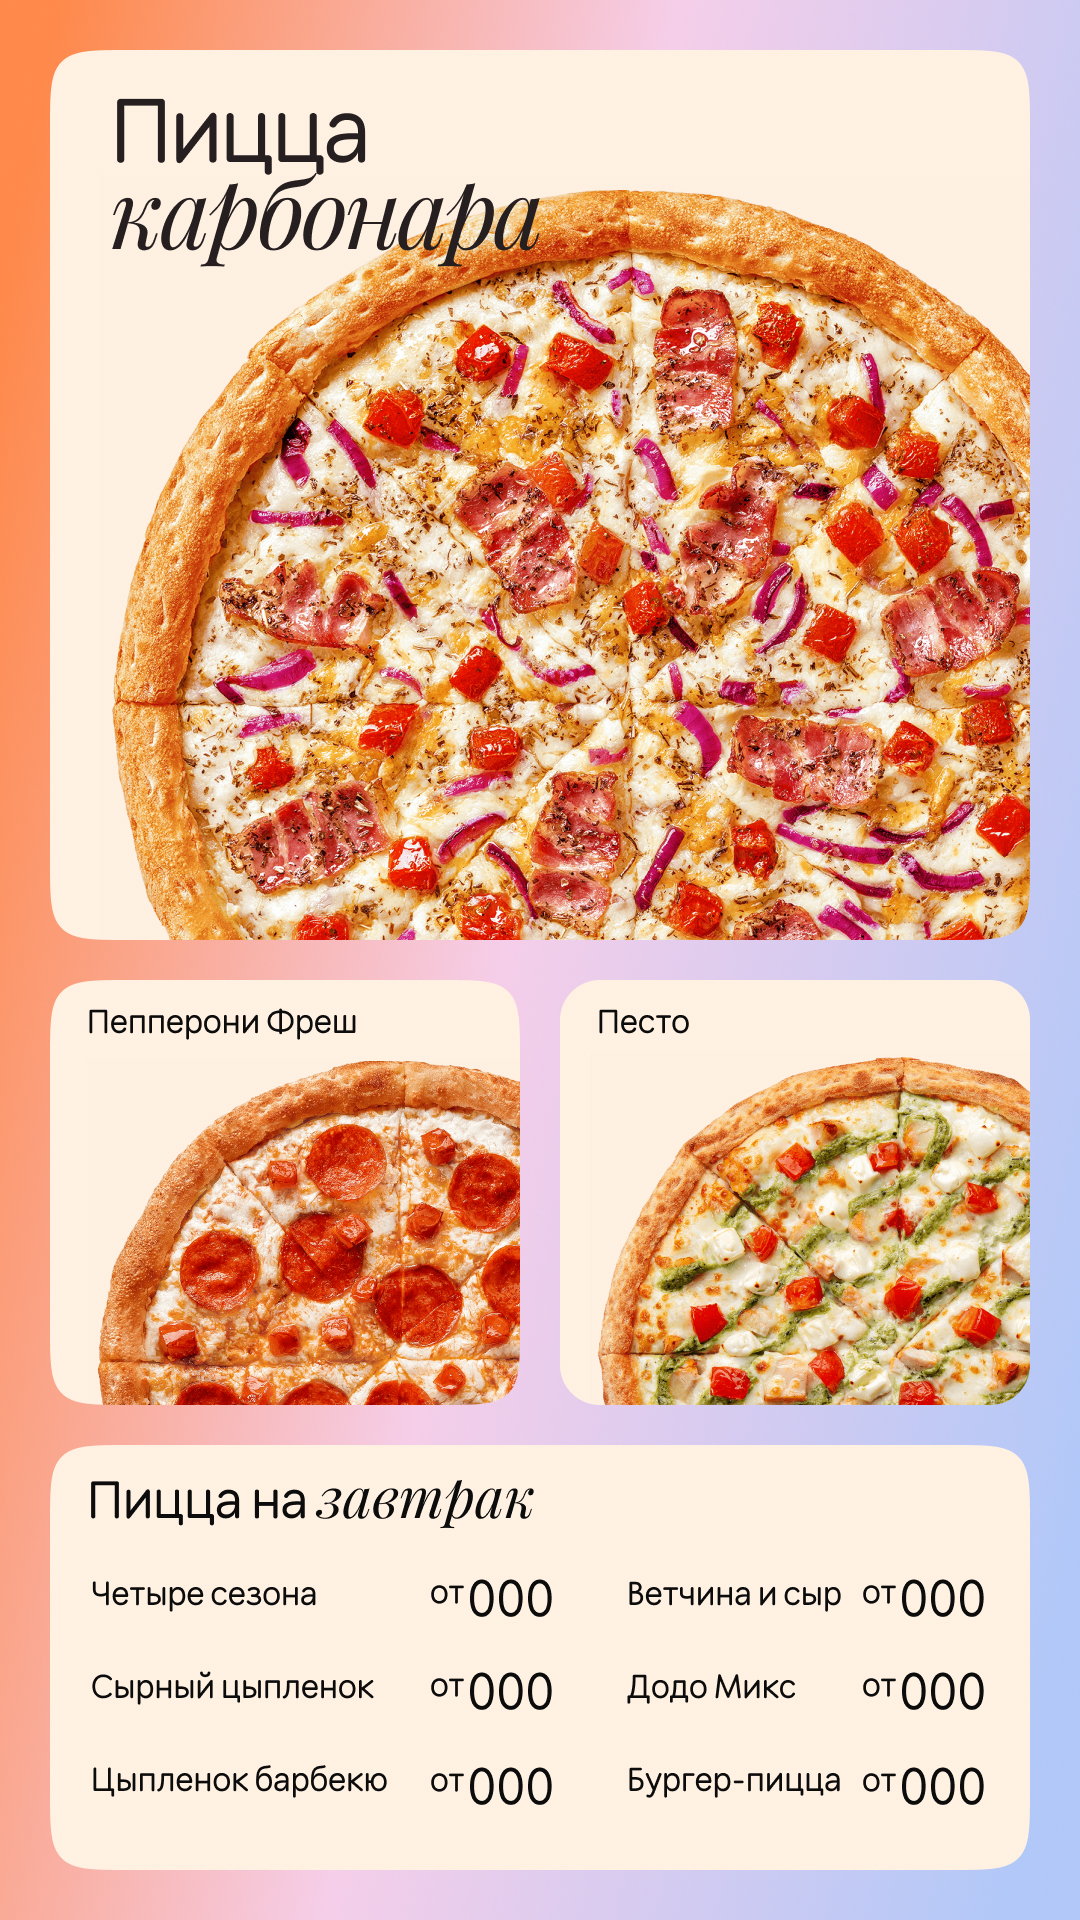 Пицца
карбонара
Пепперони Фреш
Песто
Пицца на завтрак
Четыре сезона от 000
Ветчина и сыр от 000
Сырный цыпленок от 000
Додо Микс от 000
Цыпленок барбекю от 000
Бургер-пицца от 000